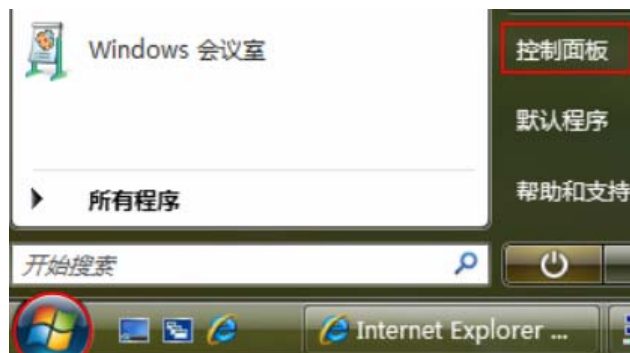 Windows 会议室
控制面板
默认程序
所有程序
帮助和支持
开始搜索
Internet Explorer ...